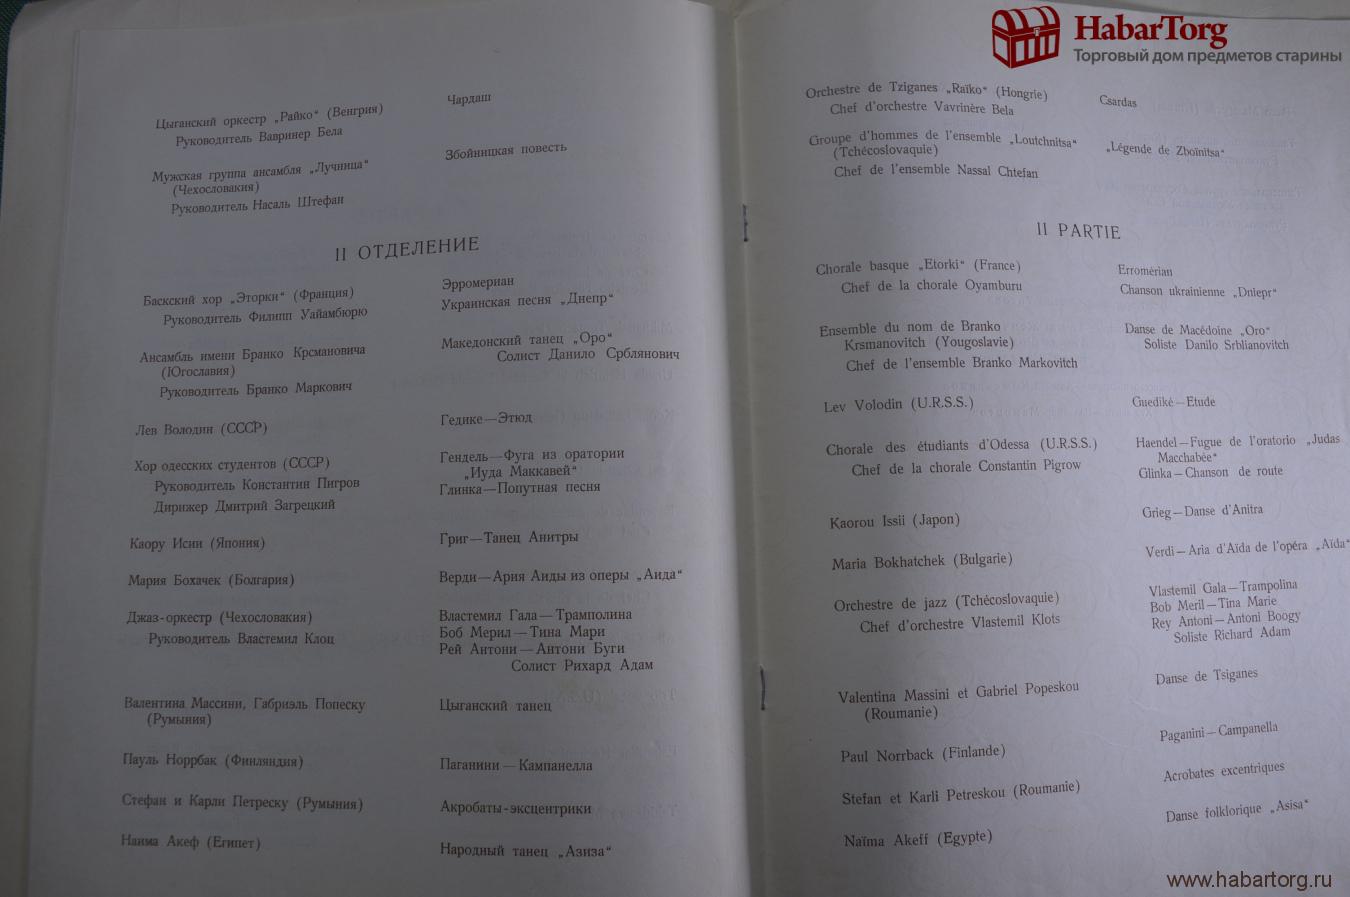 HabarTorg
Торговый дом предметов старины
Цыганский оркестр „Райко“ (Венгрия)
Чардаш
Руководитель Вавринер Бела
Мужская группа ансамбля „Лучница“
Збойницкая повесть
(Чехословакия)
Руководитель Насаль Штефан
II ОТДЕЛЕНИЕ
Баскский хор „Эторки“ (Франция)
Эрромериан
Руководитель Филипп Уайамбюрю
Украинская песня „Днепр“
Ансамбль имени Бранко Крсмановича
Македонский танец „Оро“
(Югославия)
Солист Данило Србляновиch
Руководитель Бранко Маркович
Лев Володин (СССР)
Гедике—Этюд
Хор одесских студентов (СССР)
Гендель—Фуга из оратории
Руководитель Константин Пигров
„Иуда Маккавей“
Дирижер Дмитрий Загрецкий
Глинка—Попутная песня
Каору Исии (Япония)
Григ—Танец Анитры
Мария Бохачек (Болгария)
Верди—Ария Аиды из оперы „Аида“
Джаз-оркестр (Чехословакия)
Властемил Гала—Трамполина
Руководитель Властемил Клоц
Боб Мерил—Тина Мари
Рей Антони—Антони Буги
Солист Рихард Адам
Валентина Массини, Габриэль Попеску
Цыганский танец
(Румыния)
Пауль Норрбак (Финляндия)
Паганини—Кампанелла
Стефан и Карли Петреску (Румыния)
Акробаты-эксцентрики
Наима Акеф (Египет)
Народный танец „Азиза“
Orchestre de Tziganes „Raïko“ (Hongrie)
Csardas
Chef d'orchestre Vavrinère Bela
Groupe d'hommes de l'ensemble „Loutchnitsa“
„Légende de Zboïnitsa“
(Tchécoslovaquie)
Chef de l'ensemble Nassal Chtefan
II PARTIE
Chorale basque „Etorki“ (France)
Erromérian
Chef de la chorale Oyamburu
Chanson ukrainienne „Dniepr“
Ensemble du nom de Branko
Danse de Macédoine „Oro“
Krsmanovitch (Yougoslavie)
Soliste Danilo Srblianovitch
Chef de l'ensemble Branko Markovitch
Lev Volodin (U.R.S.S.)
Guediké—Etude
Chorale des étudiants d'Odessa (U.R.S.S.)
Haendel—Fugue de l'oratorio „Judas
Chef de la chorale Constantin Pigrow
Macchabée“
Glinka—Chanson de route
Kaorou Issii (Japon)
Grieg—Danse d'Anitra
Maria Bokhatchek (Bulgarie)
Verdi—Aria d'Aïda de l'opéra „Aïda“
Orchestre de jazz (Tchécoslovaquie)
Vlastemil Gala—Trampolina
Chef d'orchestre Vlastemil Klots
Bob Meril—Tina Marie
Rey Antoni—Antoni Boogy
Soliste Richard Adam
Valentina Massini et Gabriel Popeskou
Danse de Tsiganes
(Roumanie)
Paul Norrback (Finlande)
Paganini—Campanella
Stefan et Karli Petreskou (Roumanie)
Acrobates excentriques
Naïma Akeff (Egypte)
Danse folklorique „Asisa“
www.habartorg.ru